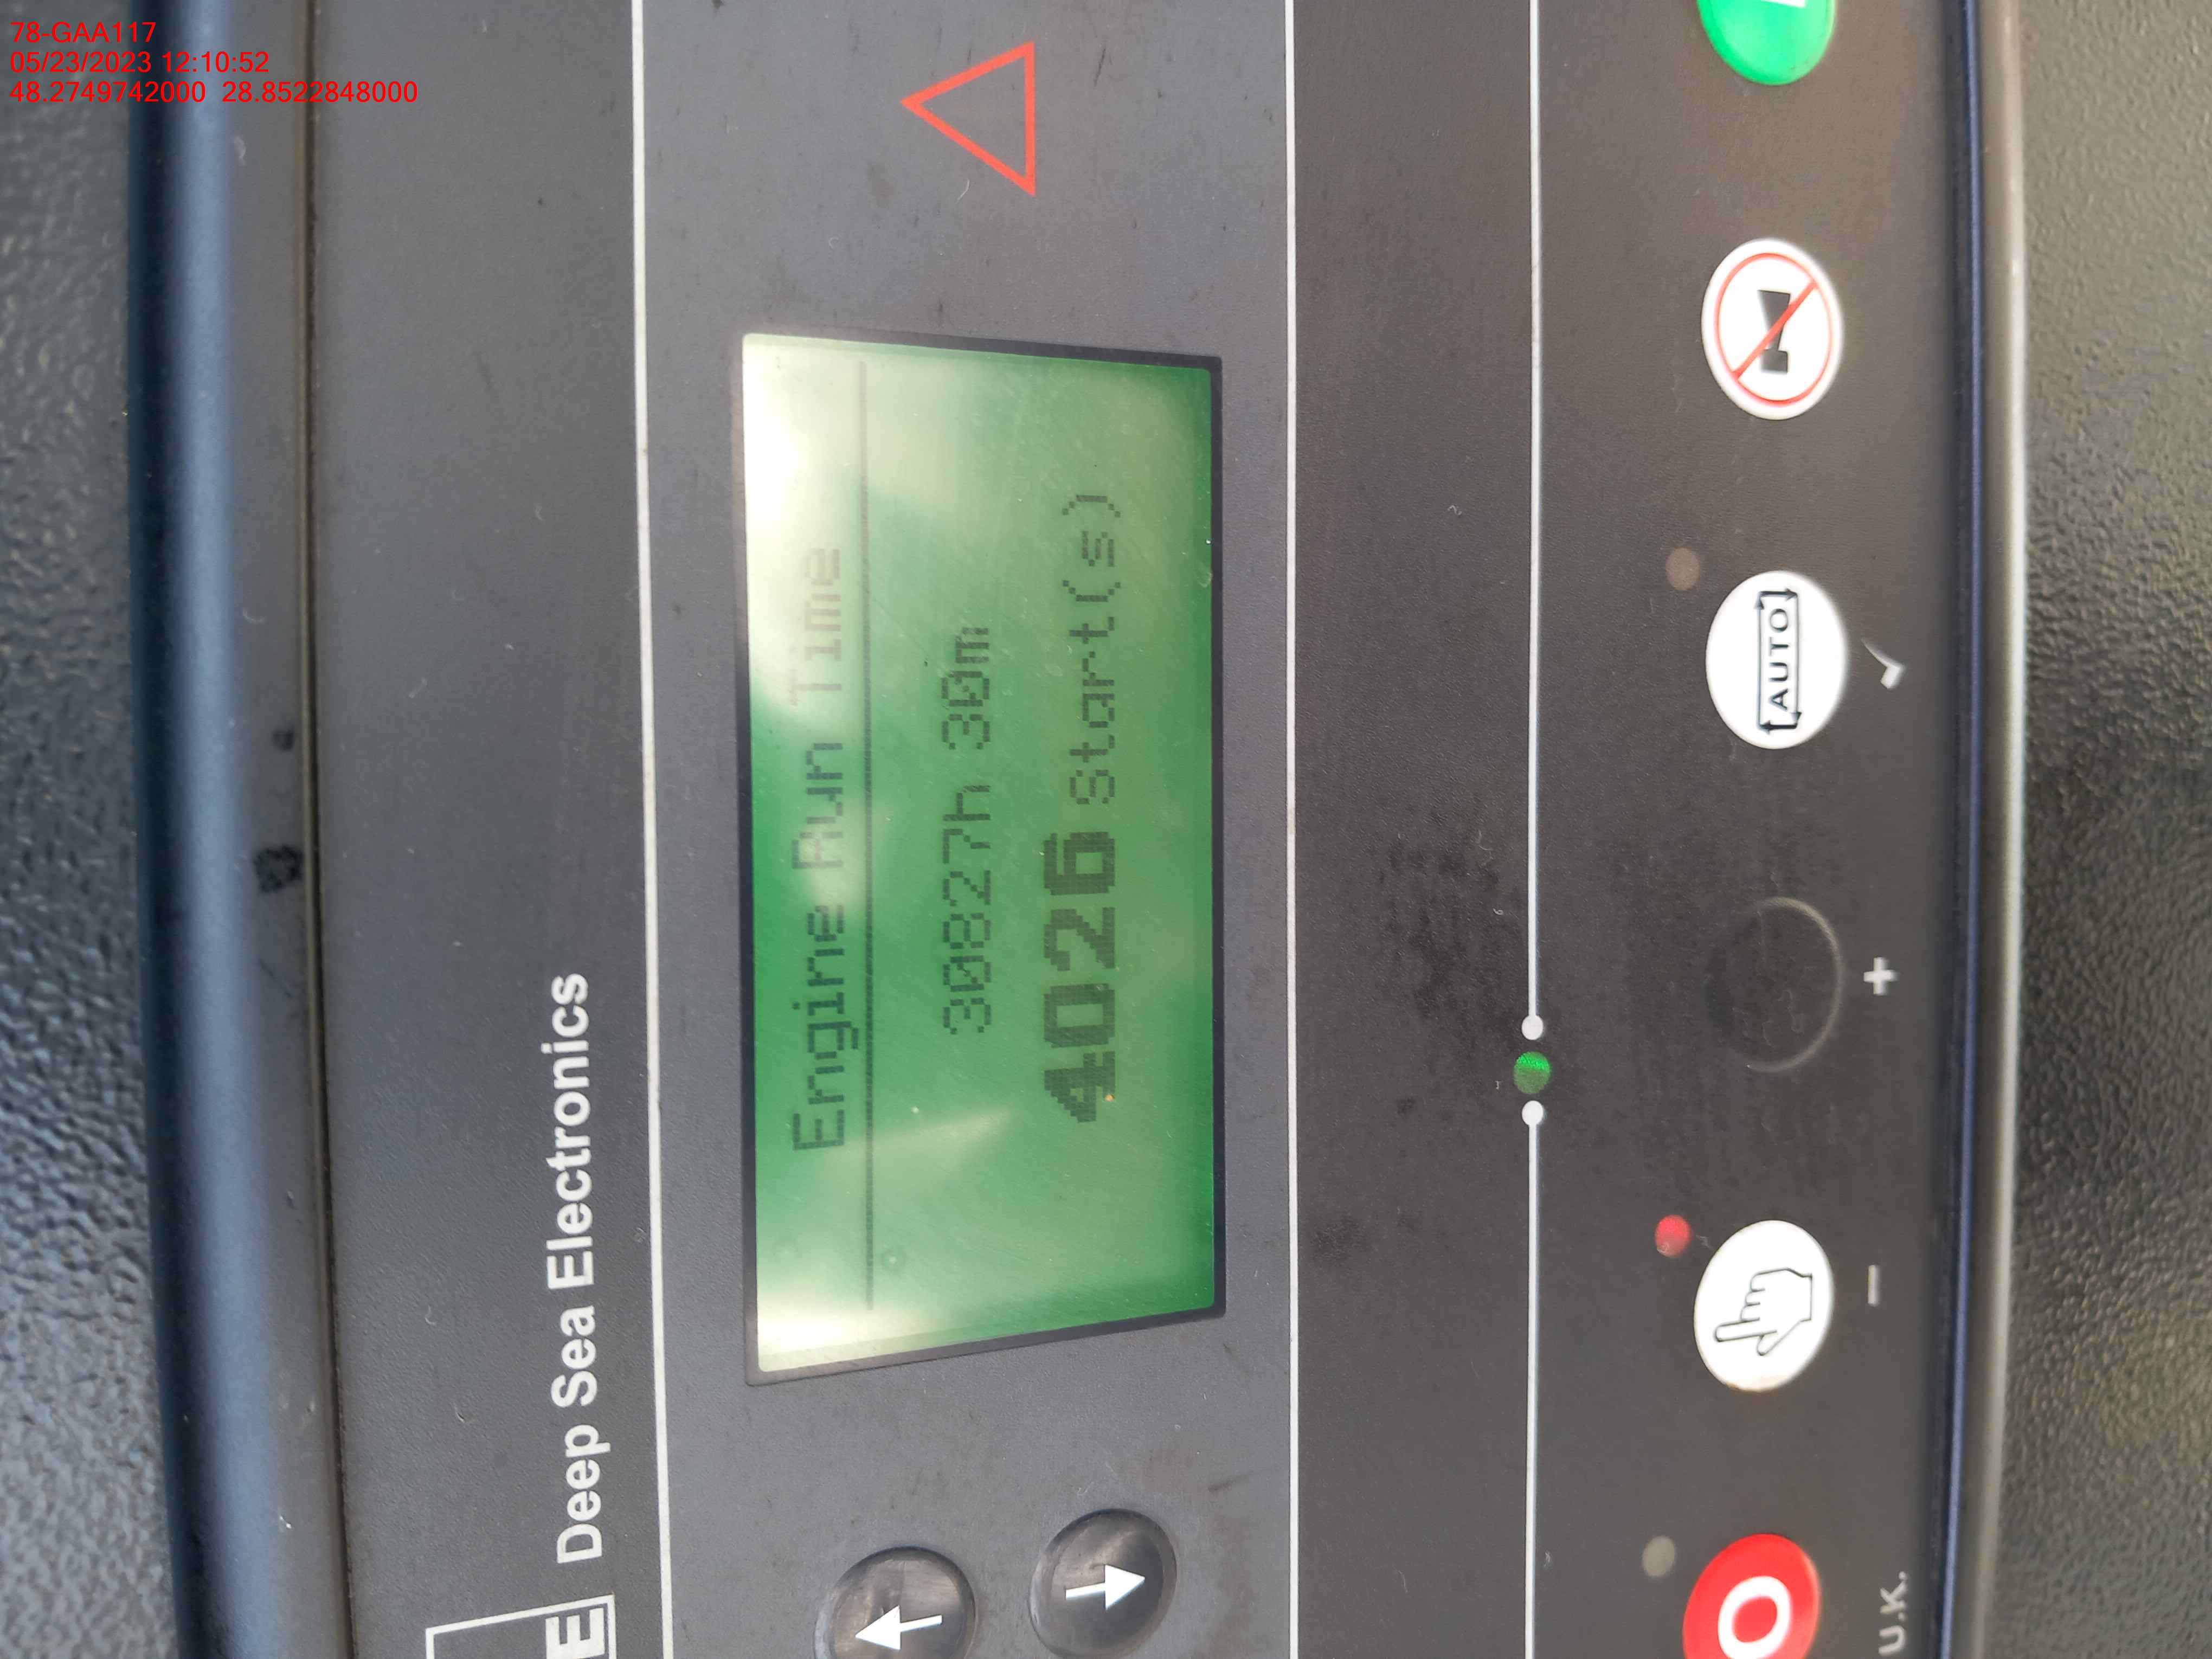 78-GAA117
05/23/2023 12:10:52
48.2749742000 28.8522848000
E Deep Sea Electronics
Engine Run Time
30827h 30m
4026 Start(s)
AUTO
+
−
U.K.